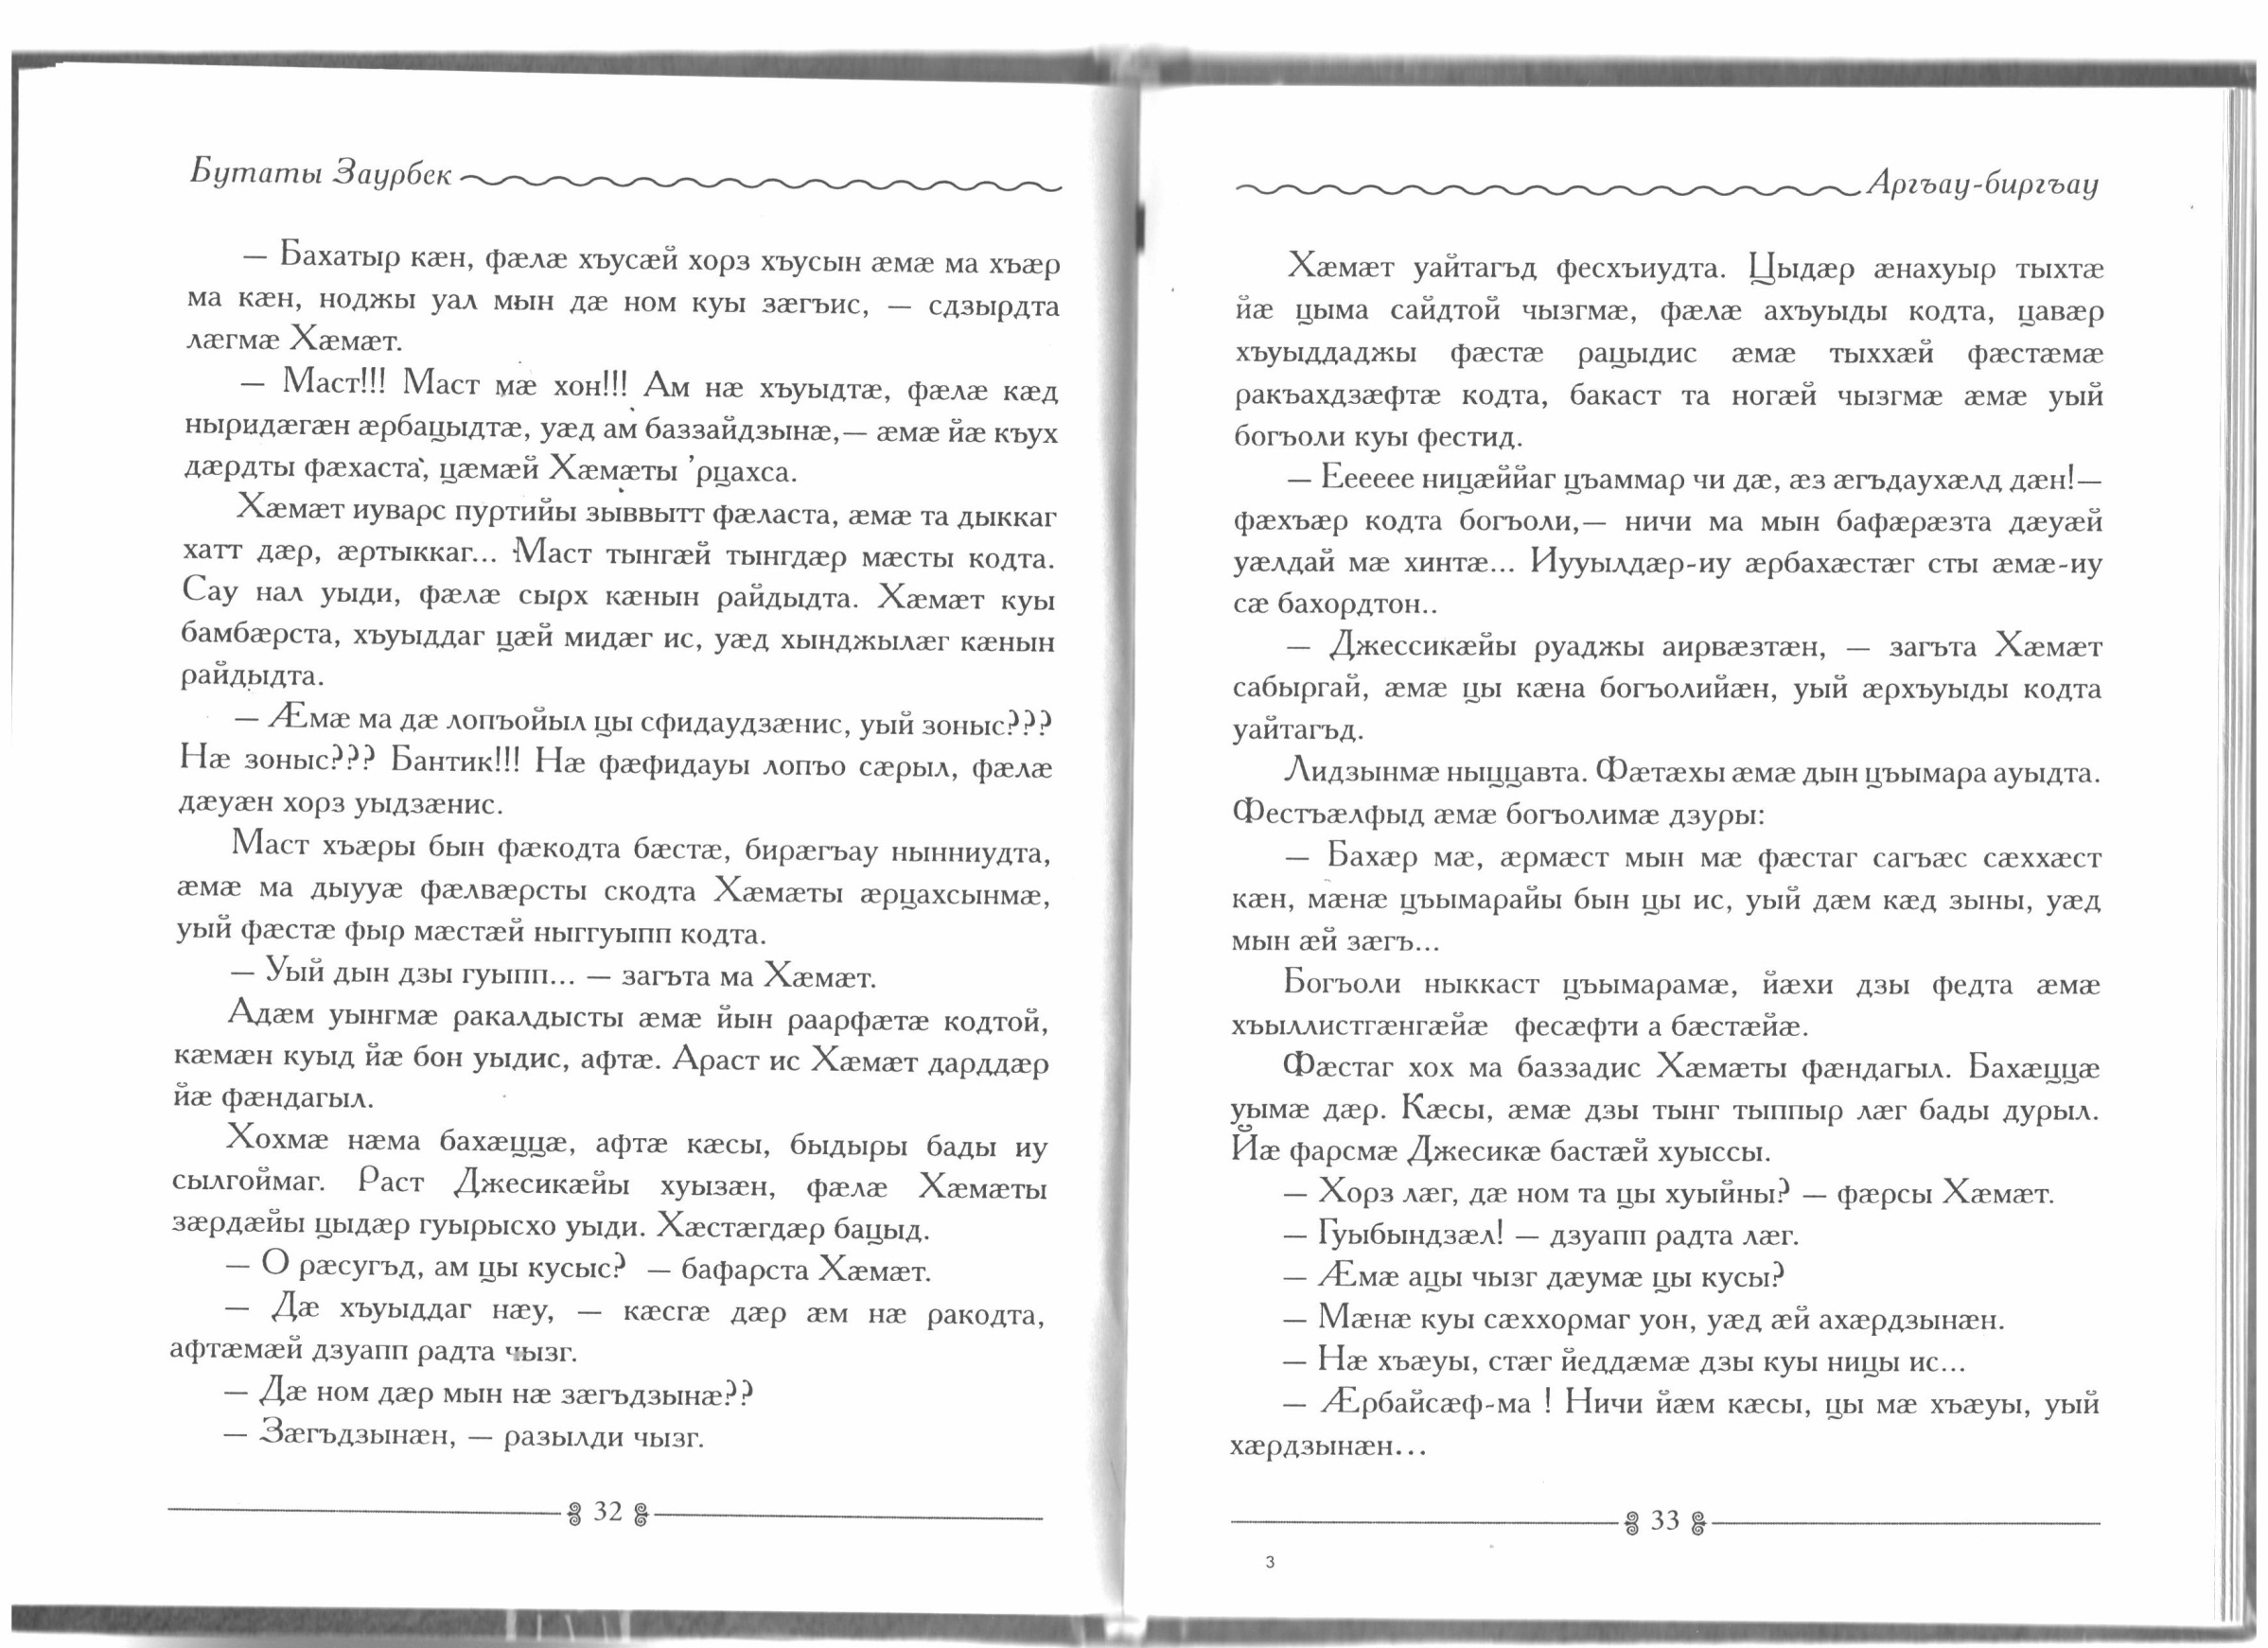 Бутаты Заурбек
— Бахатыр кæн, фæлæ хъусæй хорз хъусын æмæ ма хъæр
ма кæн, ноджы уал мын дæ ном куы зæгъис, — сдзырдта
лæгмæ Хæмæт.
— Маст!!! Маст мæ хон!!! Ам нæ хъуыдтæ, фæлæ кæд
ныридæгæн æрбацыдтæ, уæд ам баззайдзынæ,— æмæ йæ къух
дæрдты фæхаста, цæмæй Хæмæты ’рцахса.
Хæмæт иуварс пуртийы зыввытт фæласта, æмæ та дыккаг
хатт дæр, æртыккаг... Маст тынгæй тынгдæр мæсты кодта.
Сау нал уыди, фæлæ сырх кæнын райдыдта. Хæмæт куы
бамбæрста, хъуыддаг цæй мидæг ис, уæд хынджылæг кæнын
райдыдта.
— Æмæ ма дæ лопъойыл цы сфидаудзæнис, уый зоныс???
Нæ зоныс??? Бантик!!! Нæ фæфидауы лопъо сæрыл, фæлæ
дæуæн хорз уыдзæнис.
Маст хъæры бын фæкодта бæстæ, бирæгъау нынниудта,
æмæ ма дыууæ фæлвæрсты скодта Хæмæты æрцахсынмæ,
уый фæстæ фыр мæстæй ныггуыпп кодта.
— Уый дын дзы гуыпп... — загъта ма Хæмæт.
Адæм уынгмæ ракалдысты æмæ йын раарфæтæ кодтой,
кæмæн куыд йæ бон уыдис, афтæ. Араст ис Хæмæт дарддæр
йæ фæндагыл.
Хохмæ нæма бахæццæ, афтæ кæсы, быдыры бады иу
сылгоймаг. Раст Джесикæйы хуызæн, фæлæ Хæмæты
зæрдæйы цыдæр гуырысхо уыди. Хæстæгдæр бацыд.
— О рæсугъд, ам цы кусыс? — бафарста Хæмæт.
— Дæ хъуыддаг нæу, — кæсгæ дæр æм нæ ракодта,
афтæмæй дзуапп радта чызг.
— Дæ ном дæр мын нæ зæгъдзынæ??
— Зæгъдзынæн, — разылди чызг.
32
Аргъау-биргъау
Хæмæт уайтагъд фесхъиудта. Цыдæр æнахуыр тыхтæ
йæ цыма сайдтой чызгмæ, фæлæ ахъуыды кодта, цавæр
хъуыддаджы фæстæ рацыдис æмæ тыххæй фæстæмæ
ракъахдзæфтæ кодта, бакаст та ногæй чызгмæ æмæ уый
богъоли куы фестид.
— Еееееe ницæййаг цъаммар чи дæ, æз æгъдаухæлд дæн!—
фæхъæр кодта богъоли,— ничи ма мын бафæрæзта дæуæй
уæлдай мæ хинтæ... Иууылдæр-иу æрбахæстæг сты æмæ-иу
сæ бахордтон..
— Джессикæйы руаджы аирвæзтæн, — загъта Хæмæт
сабыргай, æмæ цы кæна богъолийæн, уый æрхъуыды кодта
уайтагъд.
Лидзынмæ ныццавта. Фæтæхы æмæ дын цъымара ауыдта.
Фестъæлфыд æмæ богъолимæ дзуры:
— Бахæр мæ, æрмæст мын мæ фæстаг сагъæс сæххæст
кæн, мæнæ цъымарайы бын цы ис, уый дæм кæд зыны, уæд
мын æй зæгъ...
Богъоли ныккаст цъымарамæ, йæхи дзы федта æмæ
хъыллистгæнгæйæ фесæфти а бæстæйæ.
Фæстаг хох ма баззадис Хæмæты фæндагыл. Бахæццæ
уымæ дæр. Кæсы, æмæ дзы тынг тыппыр лæг бады дурыл.
Йæ фарсмæ Джесикæ бастæй хуыссы.
— Хорз лæг, дæ ном та цы хуыйны? — фæрсы Хæмæт.
— Гуыбындзæл! — дзуапп радта лæг.
— Æмæ ацы чызг дæумæ цы кусы?
— Мæнæ куы сæххормаг уон, уæд æй ахæрдзынæн.
— Нæ хъæуы, стæг йеддæмæ дзы куы ницы ис...
— Æрбайсæф-ма ! Ничи йæм кæсы, цы мæ хъæуы, уый
хæрдзынæн...
33
3